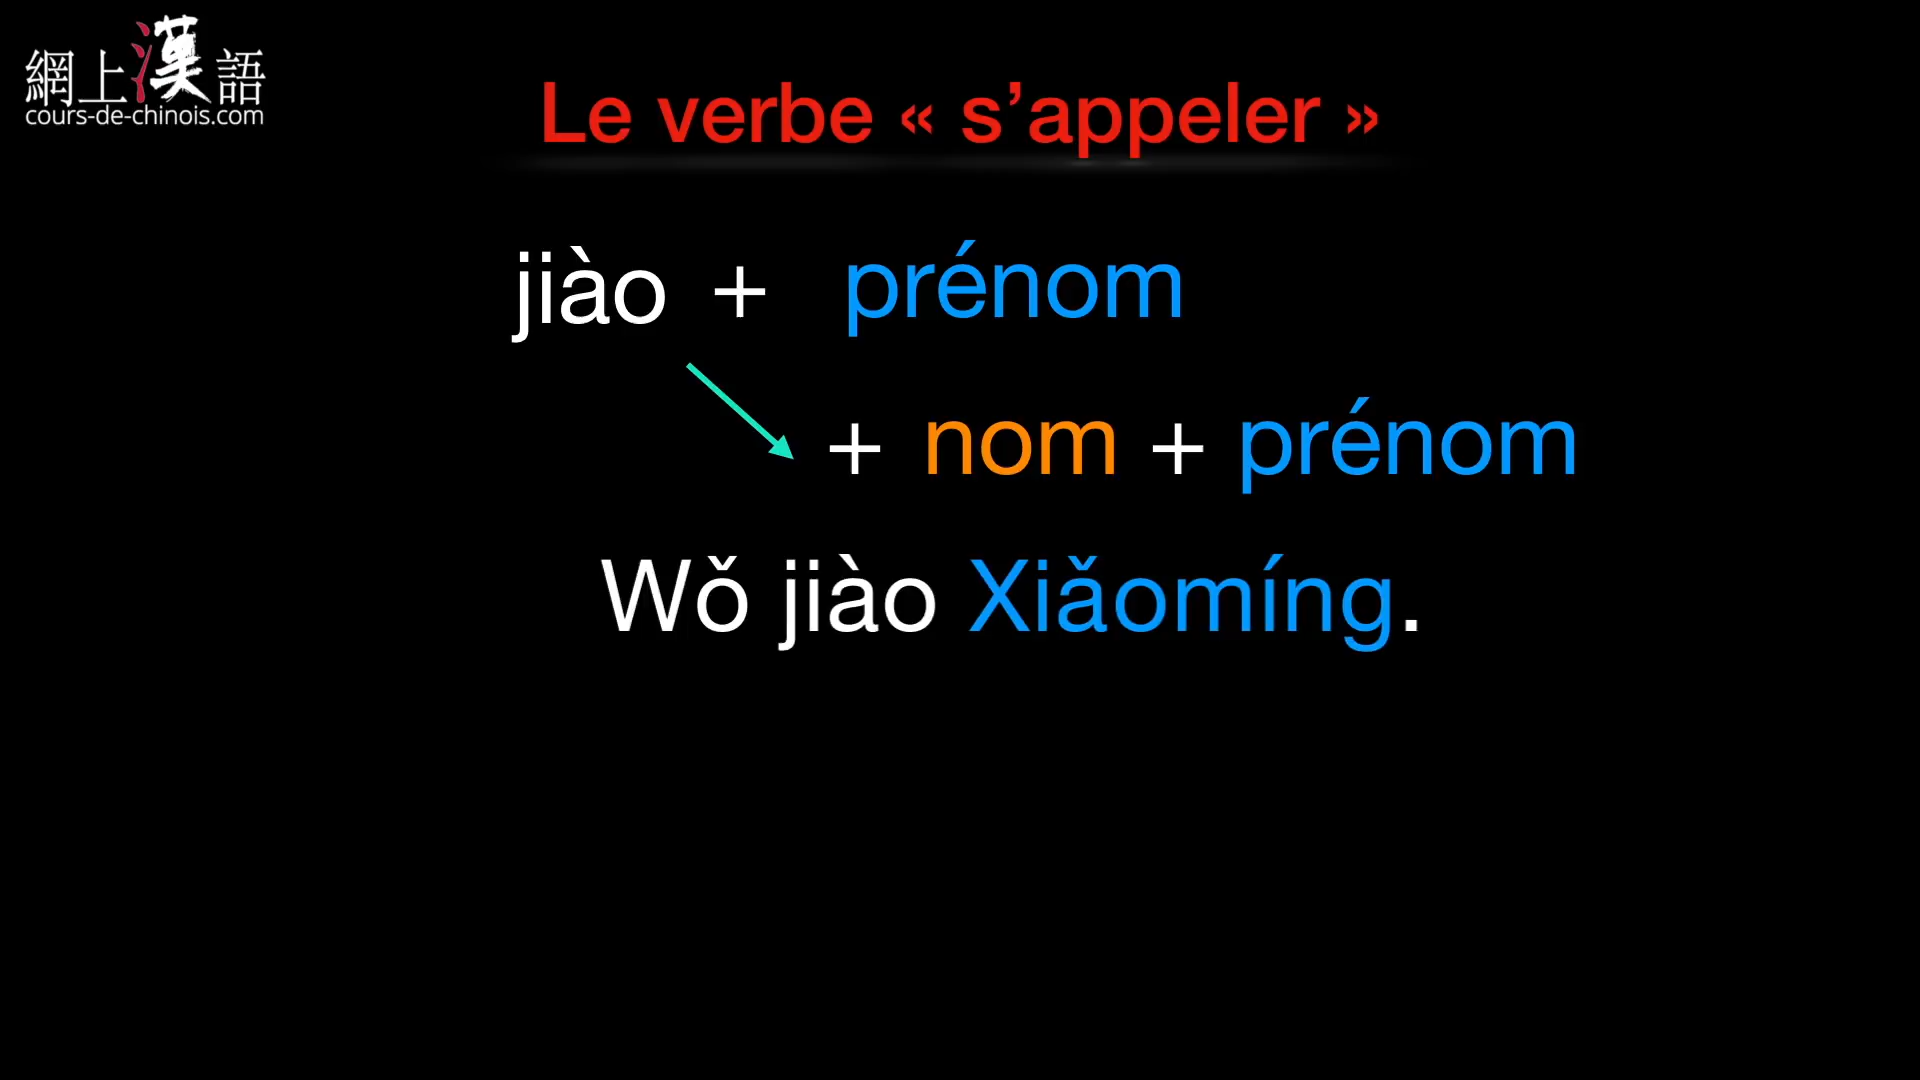 網上漢語
cours-de-chinois.com
Le verbe « s’appeler »
jiào + prénom
+ nom + prénom
Wǒ jiào Xiǎomíng.